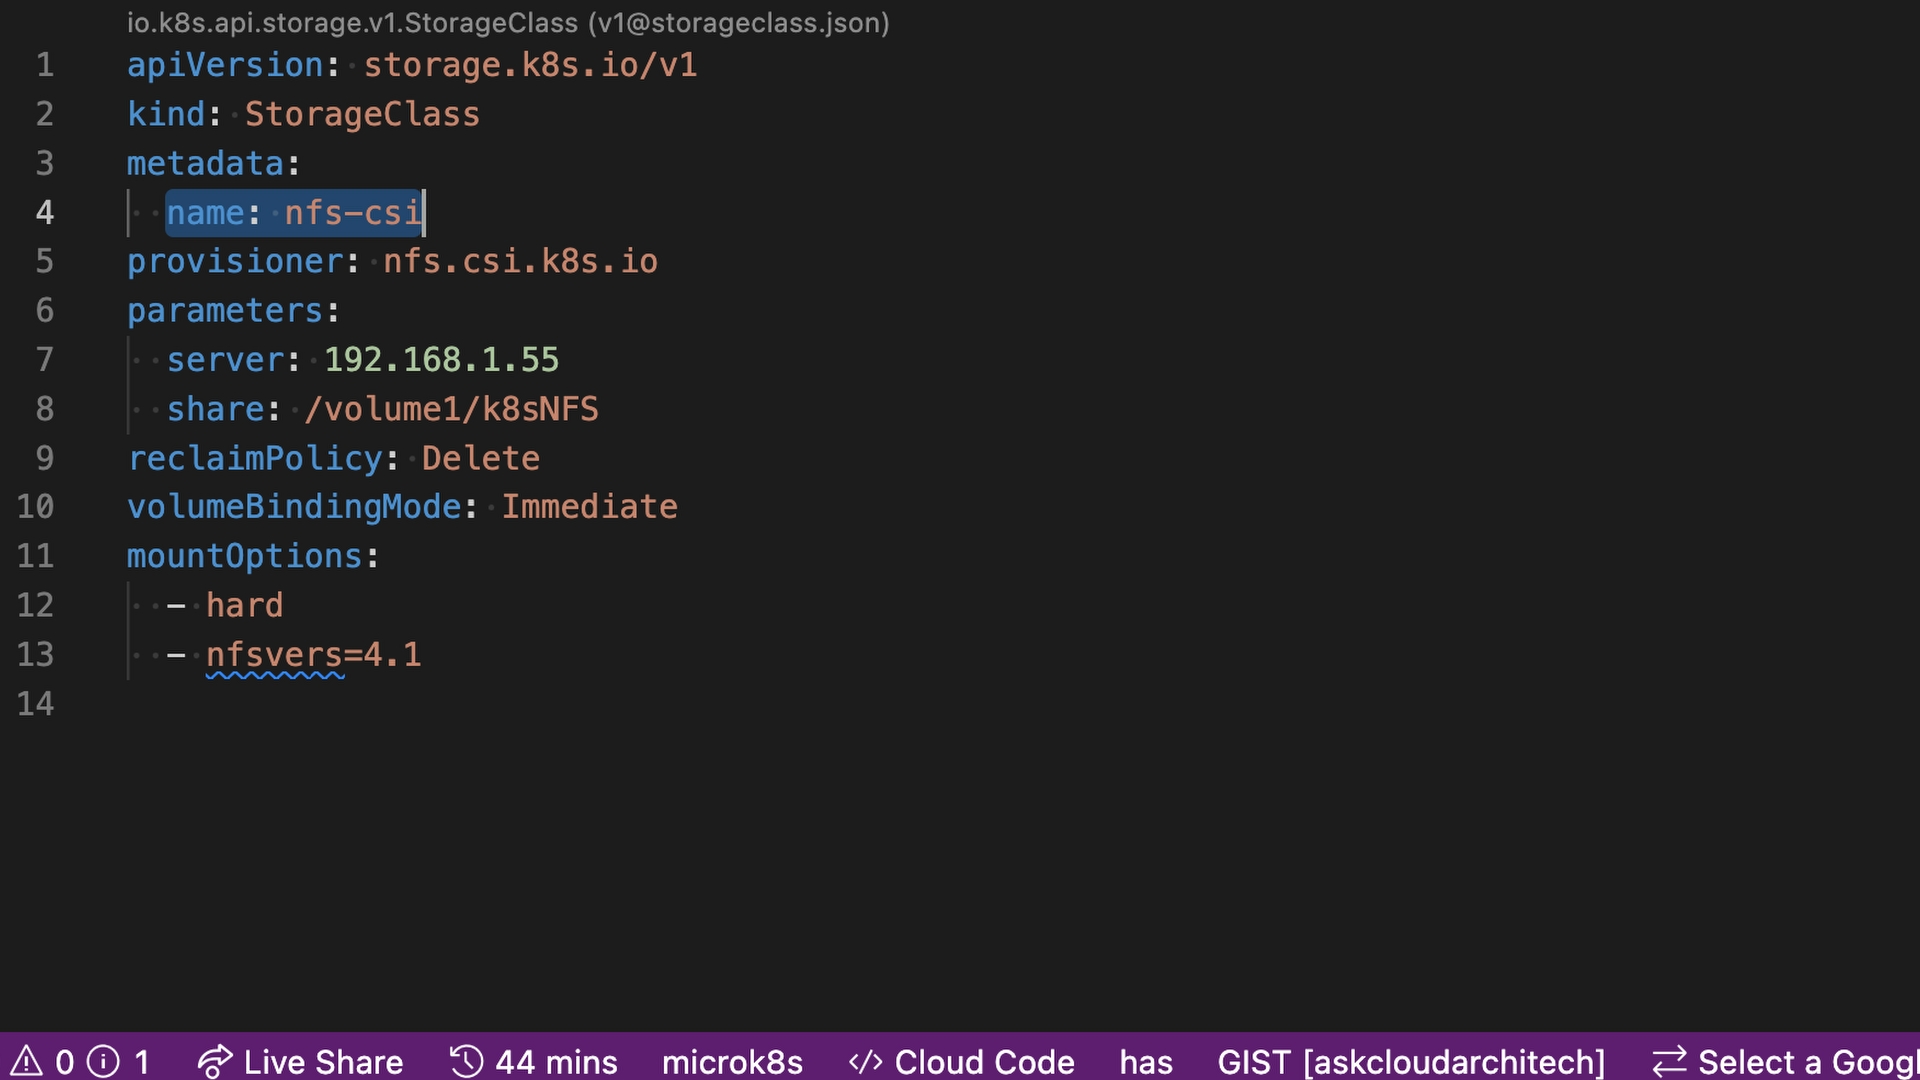 io.k8s.api.storage.v1.StorageClass (v1@storageclass.json)
1 apiVersion: storage.k8s.io/v1
2 kind: StorageClass
3 metadata:
4 name: nfs-csi
5 provisioner: nfs.csi.k8s.io
6 parameters:
7 server: 192.168.1.55
8 share: /volume1/k8sNFS
9 reclaimPolicy: Delete
10 volumeBindingMode: Immediate
11 mountOptions:
12 - hard
13 - nfsvers=4.1
14
0 1 Live Share 44 mins microk8s </> Cloud Code has GIST [askcloudarchitech] Select a Googl